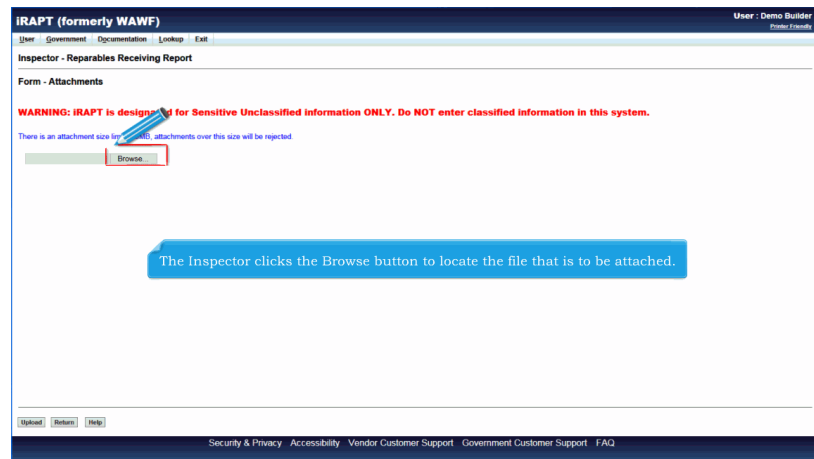 iRAPT (formerly WAWF)
User : Demo Builder
Printer Friendly
User Government Documentation Lookup Exit
Inspector - Reparables Receiving Report
Form - Attachments
WARNING: iRAPT is for Sensitive Unclassified information ONLY. Do NOT enter classified information in this system.
There is an attachment size attachments over this size will be rejected.
Browse...
The Inspector clicks the Browse button to locate the file that is to be attached.
Upload Return Help
Security & Privacy Accessibility Vendor Customer Support Government Customer Support FAQ